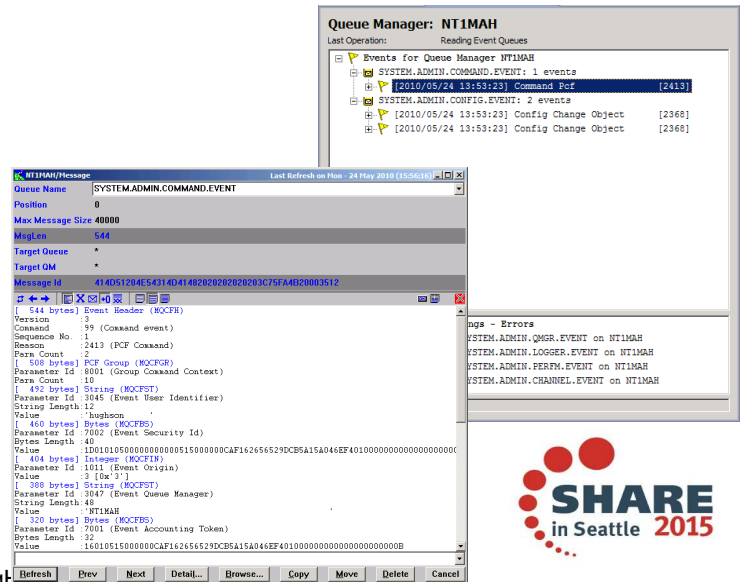 Queue Manager: NT1MAH
Last Operation: Reading Event Queues
Events for Queue Manager NT1MAH
SYSTEM.ADMIN.COMMAND.EVENT: 1 events
[2010/05/24 13:53:23] Command Pcf [2413]
SYSTEM.ADMIN.CONFIG.EVENT: 2 events
[2010/05/24 13:53:23] Config Change Object [2368]
[2010/05/24 13:53:23] Config Change Object [2368]
ngs - Errors
YSTEM.ADMIN.QMGR.EVENT on NT1MAH
YSTEM.ADMIN.LOGGER.EVENT on NT1MAH
YSTEM.ADMIN.PERFM.EVENT on NT1MAH
YSTEM.ADMIN.CHANNEL.EVENT on NT1MAH
NT1MAH/Message Last Refresh on Mon - 24 May 2010 (15:56:16)
Queue Name SYSTEM.ADMIN.COMMAND.EVENT
Position 0
Max Message Size 40000
MsgLen 544
Target Queue *
Target QM *
Message Id 414D51204E54314D41482020202020203C75FA4B20003512
[ 544 bytes] Event Header (MQCFH)
Version :3
Command :99 (Command event)
Sequence No. :1
Reason :2413 (PCF Command)
Parm Count :2
[ 508 bytes] PCF Group (MQCFGR)
Parameter Id :8001 (Group Command Context)
Parm Count :10
[ 492 bytes] String (MQCFST)
Parameter Id :3045 (Event User Identifier)
String Length:12
Value :'hughson '
[ 460 bytes] Bytes (MQCFBS)
Parameter Id :7002 (Event Security Id)
Bytes Length :40
[ 404 bytes] Integer (MQCFIN)
Parameter Id :1011 (Event Origin)
Value :3 [0x'3']
[ 388 bytes] String (MQCFST)
Parameter Id :3047 (Event Queue Manager)
String Length:48
Value :'NT1MAH '
[ 320 bytes] Bytes (MQCFBS)
Parameter Id :7001 (Event Accounting Token)
Bytes Length :32
Refresh Prev Next Detail... Browse... Copy Move Delete Cancel
SHARE
in Seattle 2015